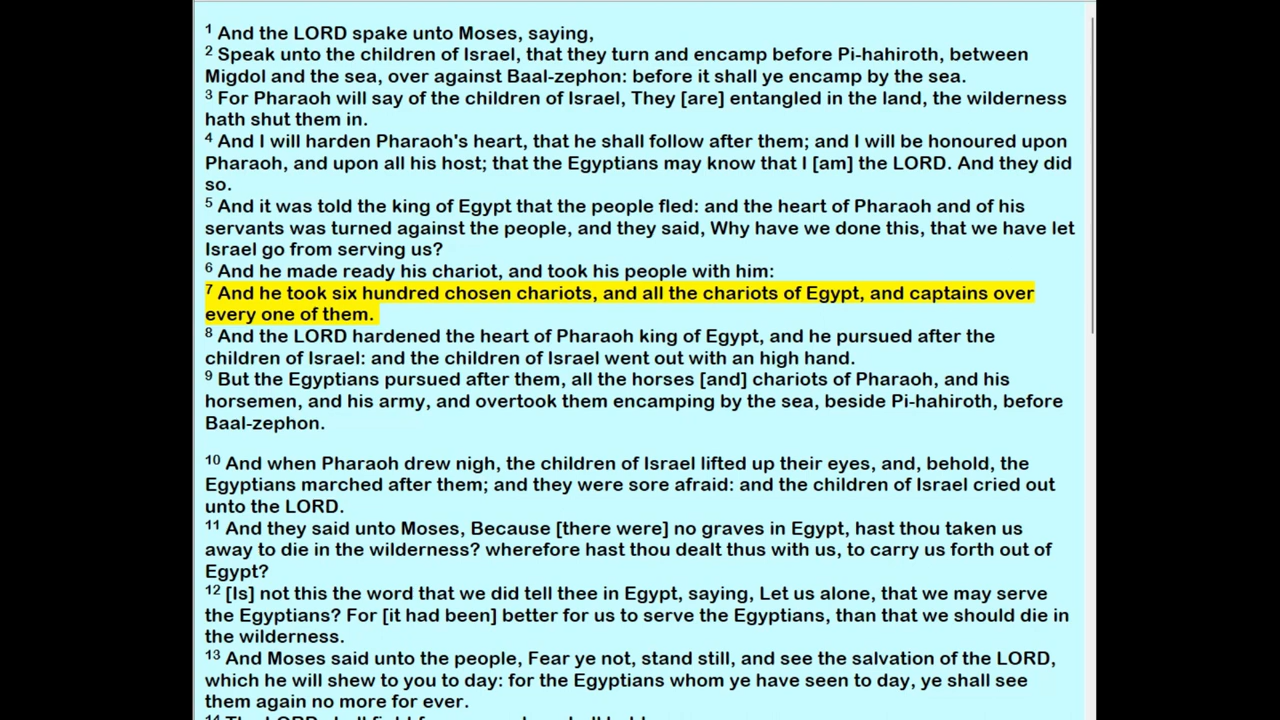 1 And the LORD spake unto Moses, saying,
2 Speak unto the children of Israel, that they turn and encamp before Pi-hahiroth, between
Migdol and the sea, over against Baal-zephon: before it shall ye encamp by the sea.
3 For Pharaoh will say of the children of Israel, They [are] entangled in the land, the wilderness
hath shut them in.
4 And I will harden Pharaoh's heart, that he shall follow after them; and I will be honoured upon
Pharaoh, and upon all his host; that the Egyptians may know that I [am] the LORD. And they did
so.
5 And it was told the king of Egypt that the people fled: and the heart of Pharaoh and of his
servants was turned against the people, and they said, Why have we done this, that we have let
Israel go from serving us?
6 And he made ready his chariot, and took his people with him:
7 And he took six hundred chosen chariots, and all the chariots of Egypt, and captains over
every one of them.
8 And the LORD hardened the heart of Pharaoh king of Egypt, and he pursued after the
children of Israel: and the children of Israel went out with an high hand.
9 But the Egyptians pursued after them, all the horses [and] chariots of Pharaoh, and his
horsemen, and his army, and overtook them encamping by the sea, beside Pi-hahiroth, before
Baal-zephon.
10 And when Pharaoh drew nigh, the children of Israel lifted up their eyes, and, behold, the
Egyptians marched after them; and they were sore afraid: and the children of Israel cried out
unto the LORD.
11 And they said unto Moses, Because [there were] no graves in Egypt, hast thou taken us
away to die in the wilderness? wherefore hast thou dealt thus with us, to carry us forth out of
Egypt?
12 [Is] not this the word that we did tell thee in Egypt, saying, Let us alone, that we may serve
the Egyptians? For [it had been] better for us to serve the Egyptians, than that we should die in
the wilderness.
13 And Moses said unto the people, Fear ye not, stand still, and see the salvation of the LORD,
which he will shew to you to day: for the Egyptians whom ye have seen to day, ye shall see
them again no more for ever.